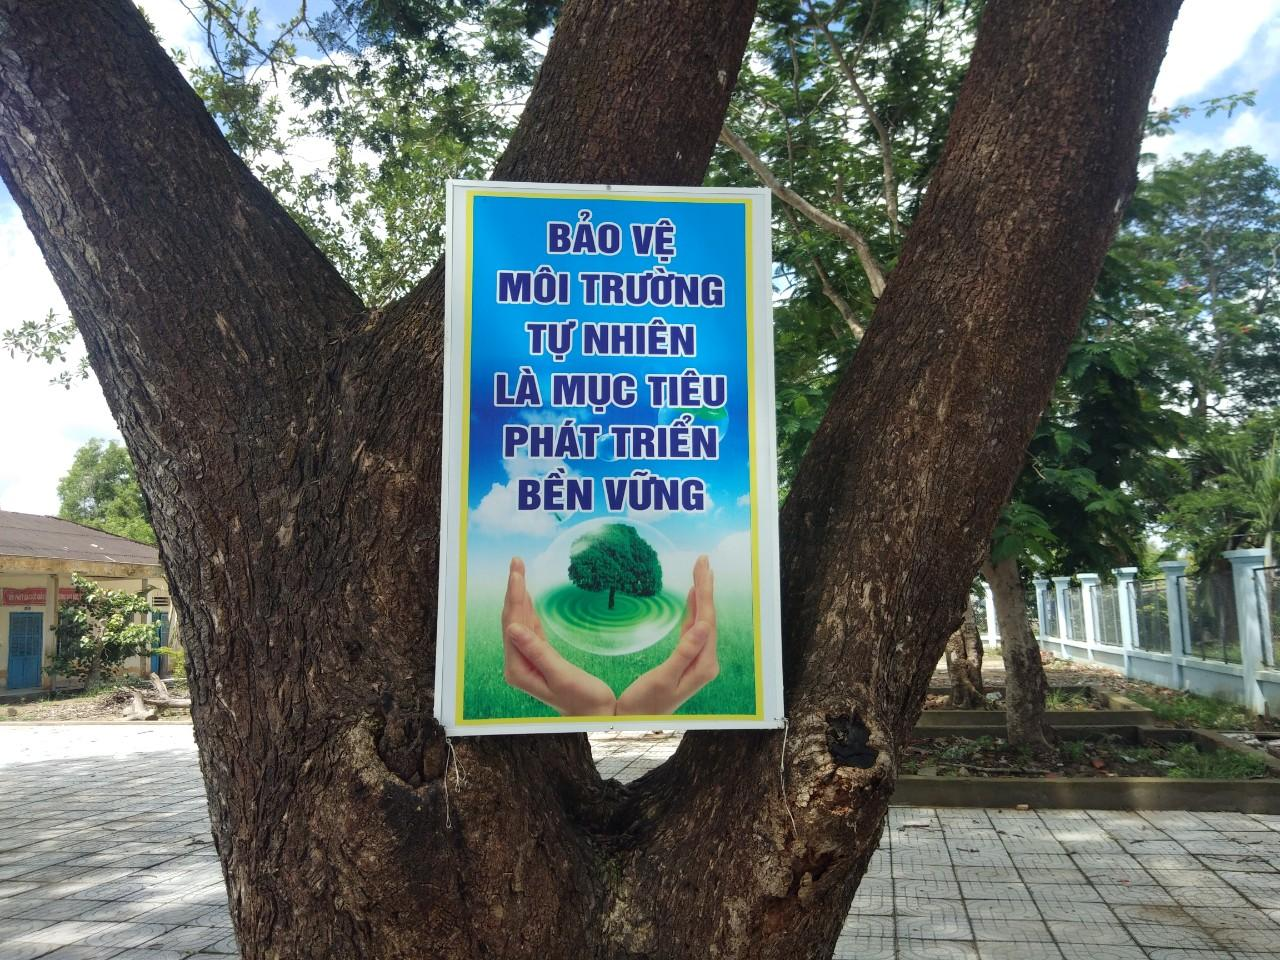 BẢO VỆ
MÔI TRƯỜNG
TỰ NHIÊN
LÀ MỤC TIÊU
PHÁT TRIỂN
BỀN VỮNG